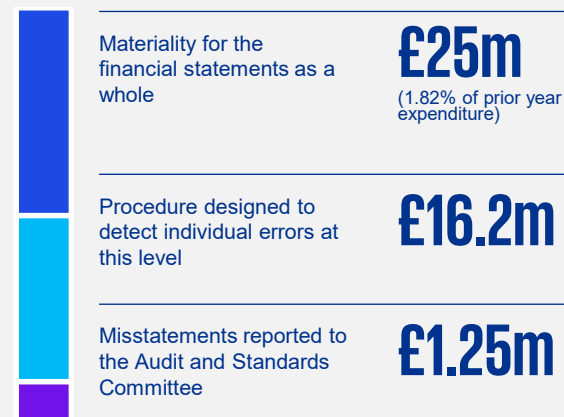 Materiality for the
financial statements as a
whole
£25m
(1.82% of prior year
expenditure)
Procedure designed to
detect individual errors at
this level
£16.2m
Misstatements reported to
the Audit and Standards
Committee
£1.25m